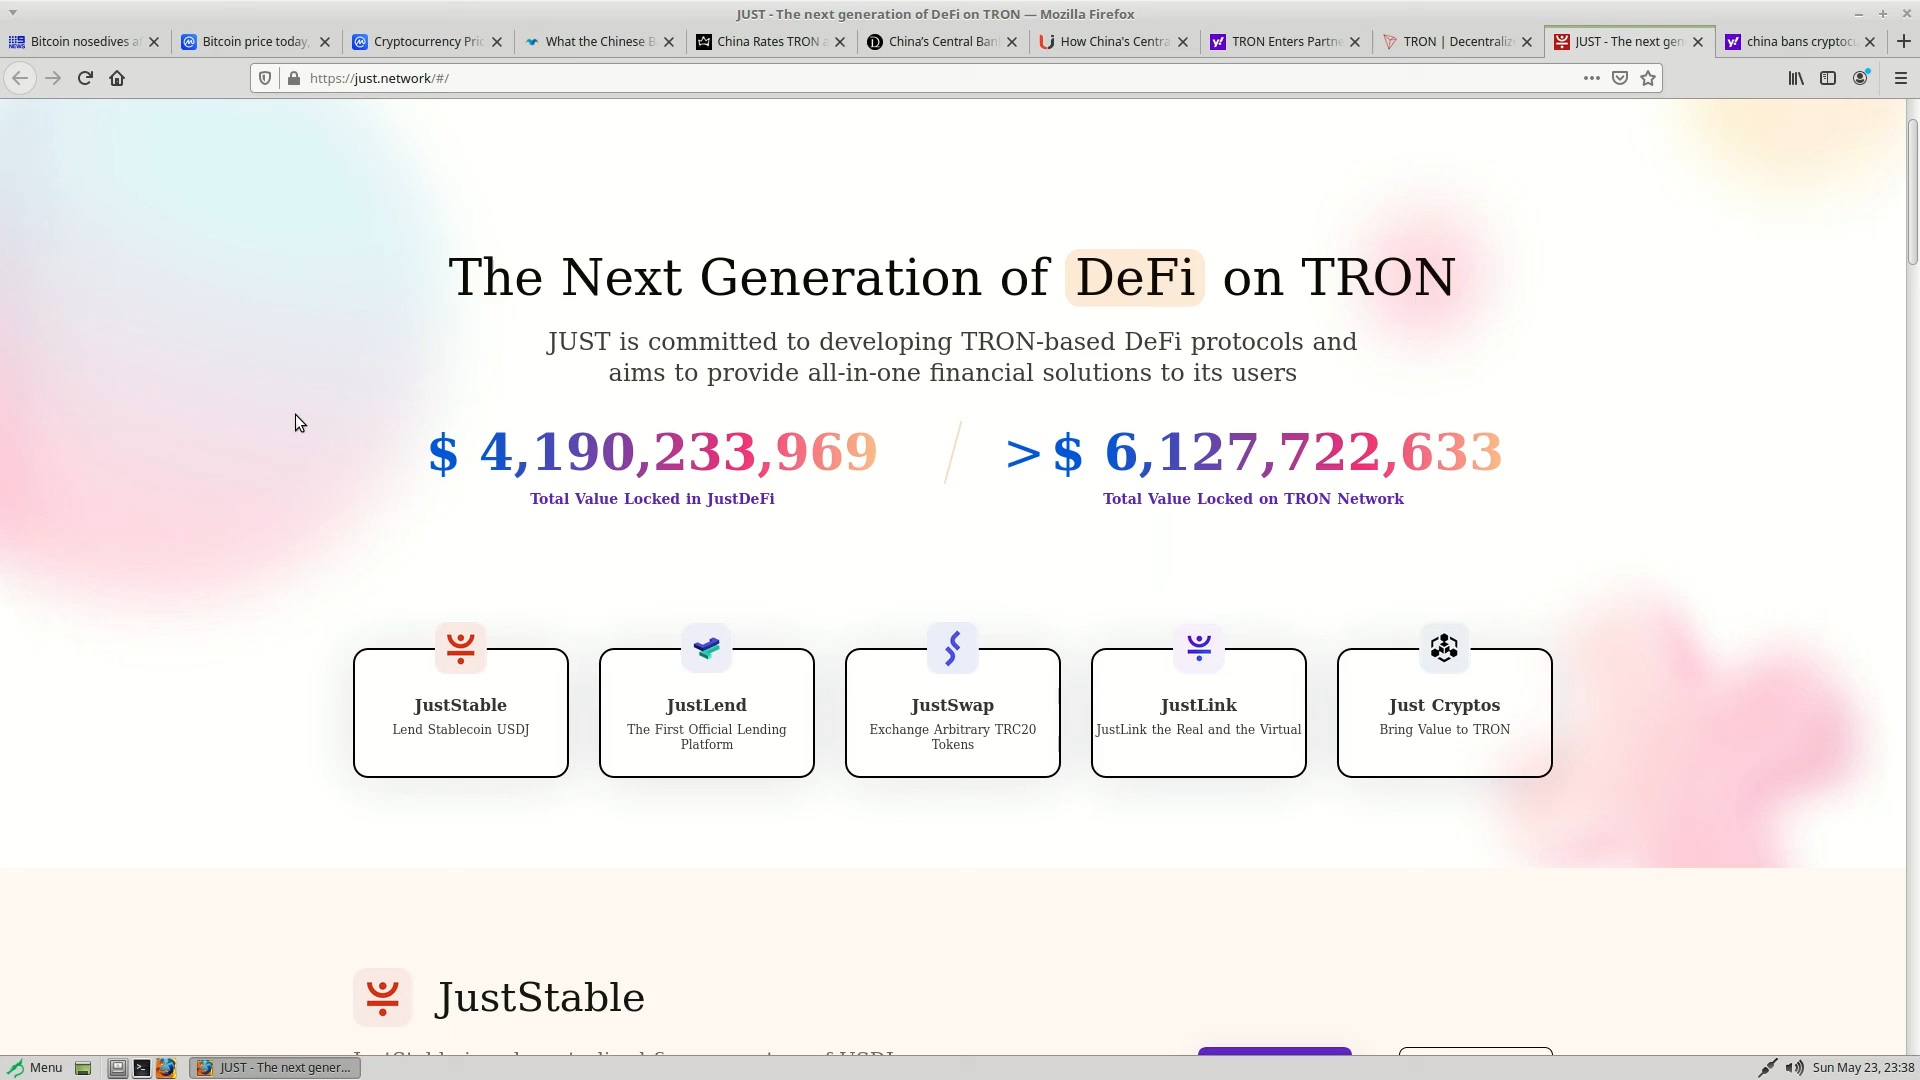 JUST - The next generation of DeFi on TRON — Mozilla Firefox
Bitcoin nosedives a
Bitcoin price today,
Cryptocurrency Pric
What the Chinese B
China Rates TRON a
China’s Central Ban
How China's Centra
TRON Enters Partne
TRON | Decentraliz
JUST - The next gen
china bans cryptocu
https://just.network/#/
The Next Generation of DeFi on TRON
JUST is committed to developing TRON-based DeFi protocols and
aims to provide all-in-one financial solutions to its users
$ 4,190,233,969
>$ 6,127,722,633
Total Value Locked in JustDeFi
Total Value Locked on TRON Network
JustStable
Lend Stablecoin USDJ
JustLend
The First Official Lending
Platform
JustSwap
Exchange Arbitrary TRC20
Tokens
JustLink
JustLink the Real and the Virtual
Just Cryptos
Bring Value to TRON
JustStable
Menu
JUST - The next gener...
Sun May 23, 23:38